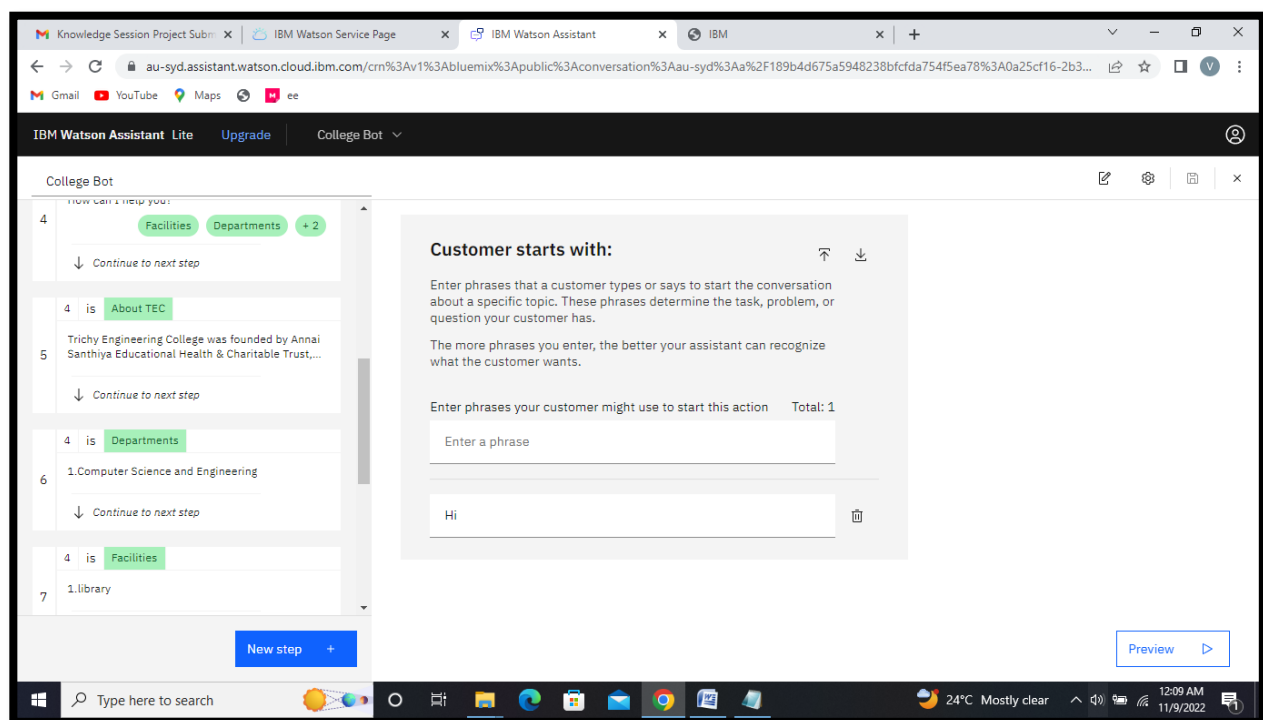 Knowledge Session Project Subm
IBM Watson Service Page
IBM Watson Assistant
IBM
au-syd.assistant.watson.cloud.ibm.com/crn%3Av1%3Abluemix%3Apublic%3Aconversation%3Aau-syd%3Aa%2F189b4d675a5948238bfcfda754f5ea78%3A0a25cf16-2b3...
V
Gmail
YouTube
Maps
ee
IBM Watson Assistant Lite
Upgrade
College Bot
College Bot
How can I help you?
4
Facilities
Departments
+ 2
Continue to next step
4 is About TEC
Trichy Engineering College was founded by Annai
5
Santhiya Educational Health & Charitable Trust,...
Continue to next step
4 is Departments
1.Computer Science and Engineering
6
Continue to next step
4 is Facilities
1.library
7
New step +
Customer starts with:
Enter phrases that a customer types or says to start the conversation
about a specific topic. These phrases determine the task, problem, or
question your customer has.
The more phrases you enter, the better your assistant can recognize
what the customer wants.
Enter phrases your customer might use to start this action Total: 1
Enter a phrase
Hi
Preview
Type here to search
24°C Mostly clear
12:09 AM
11/9/2022
1